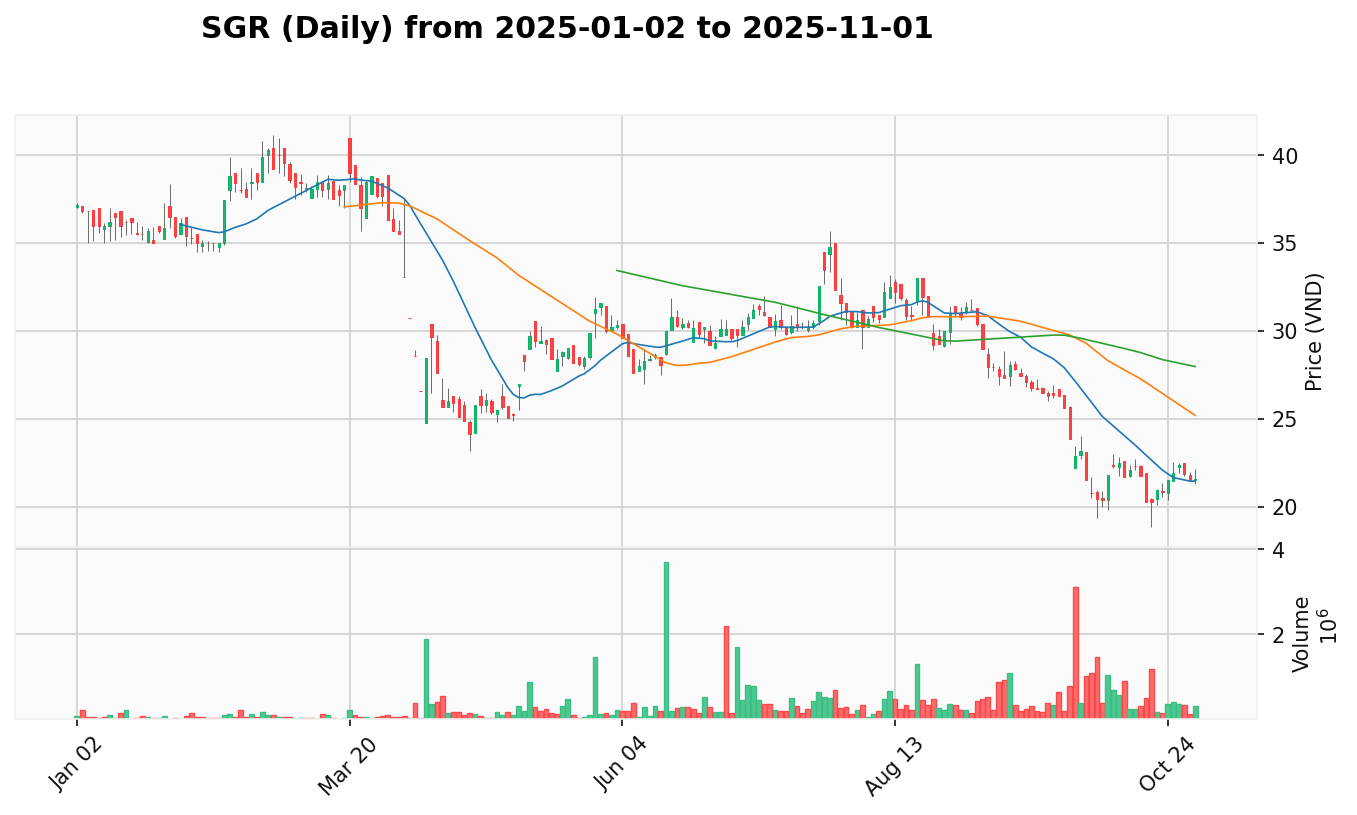 SGR (Daily) from 2025-01-02 to 2025-11-01
40
35
30
25
20
Price (VND)
4
2
Volume
10⁶
Jan 02
Mar 20
Jun 04
Aug 13
Oct 24